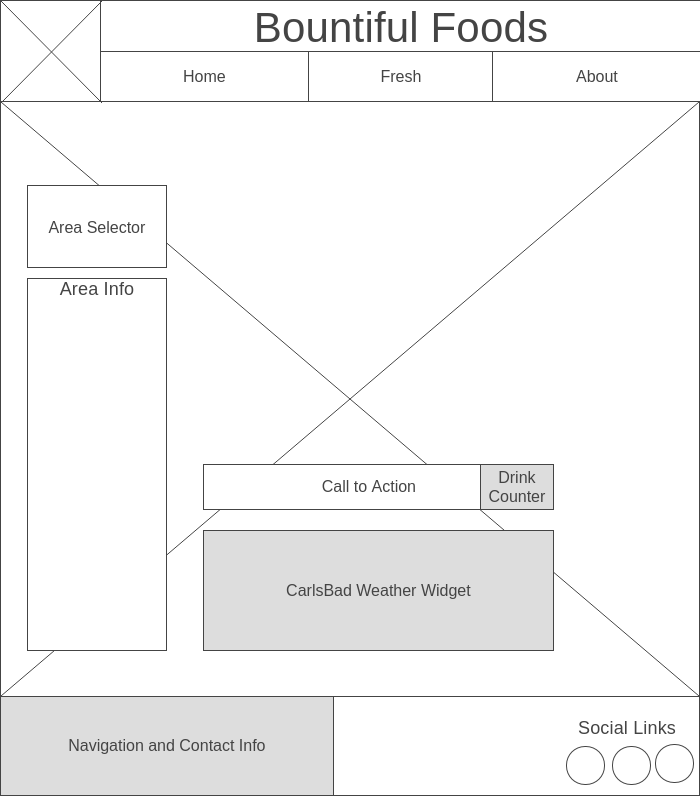 Bountiful Foods
Home
Fresh
About
Area Selector
Area Info
Call to Action
Drink
Counter
CarlsBad Weather Widget
Navigation and Contact Info
Social Links